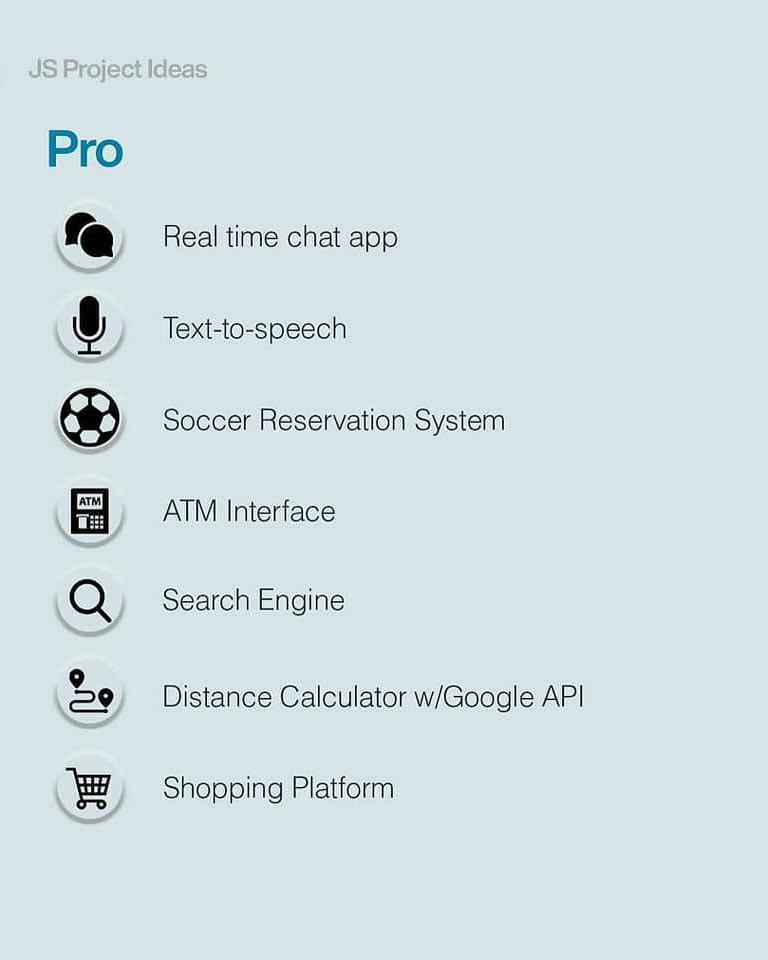 JS Project Ideas
Pro
Real time chat app
Text-to-speech
Soccer Reservation System
ATM
ATM Interface
Search Engine
Distance Calculator w/Google API
Shopping Platform